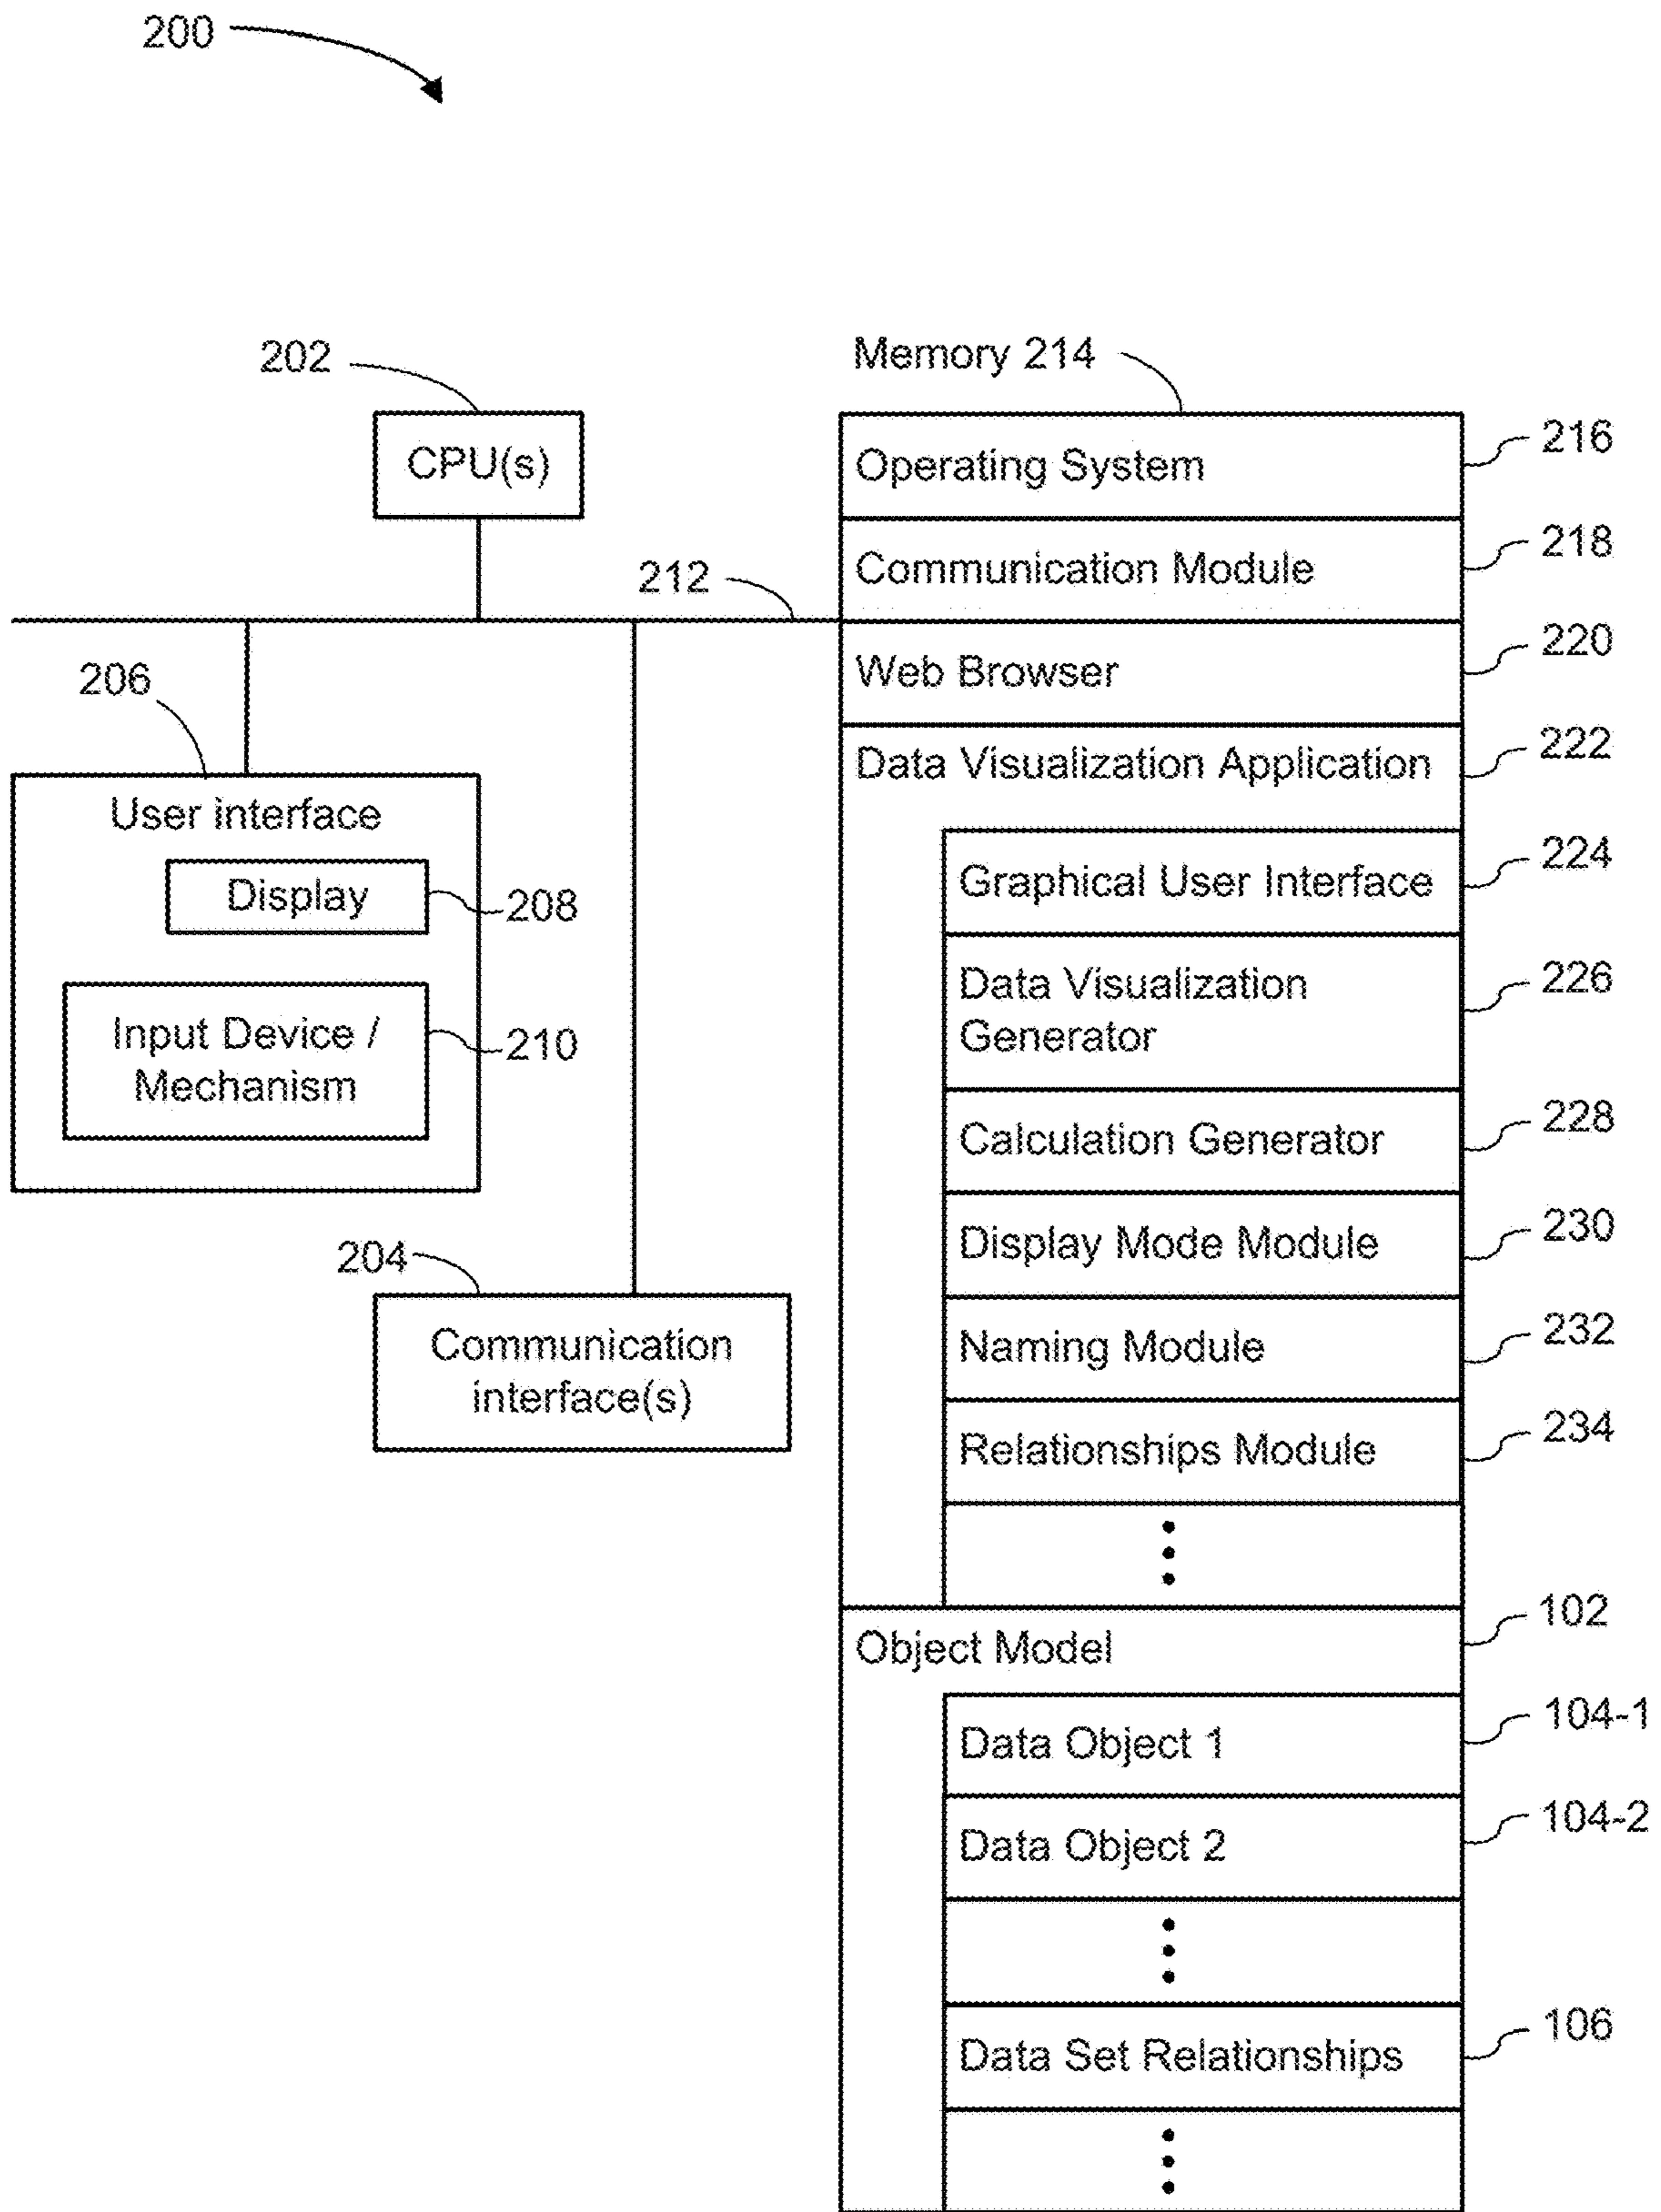 200
202
CPU(s)
212
206
User interface
Display
208
Input Device /
Mechanism
210
204
Communication
interface(s)
Memory 214
Operating System
216
Communication Module
218
Web Browser
220
Data Visualization Application
222
Graphical User Interface
224
Data Visualization
Generator
226
Calculation Generator
228
Display Mode Module
230
Naming Module
232
Relationships Module
234
Object Model
102
Data Object 1
104-1
Data Object 2
104-2
Data Set Relationships
106